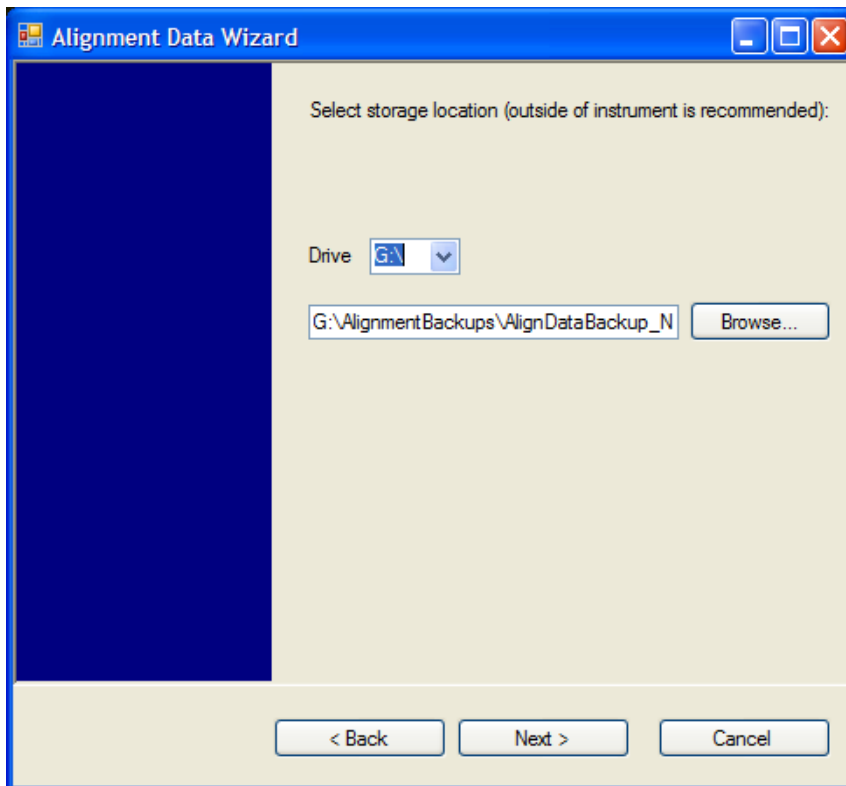 Alignment Data Wizard
Select storage location (outside of instrument is recommended):
Drive G:\
G:\AlignmentBackups\AlignDataBackup_N Browse...
< Back Next > Cancel